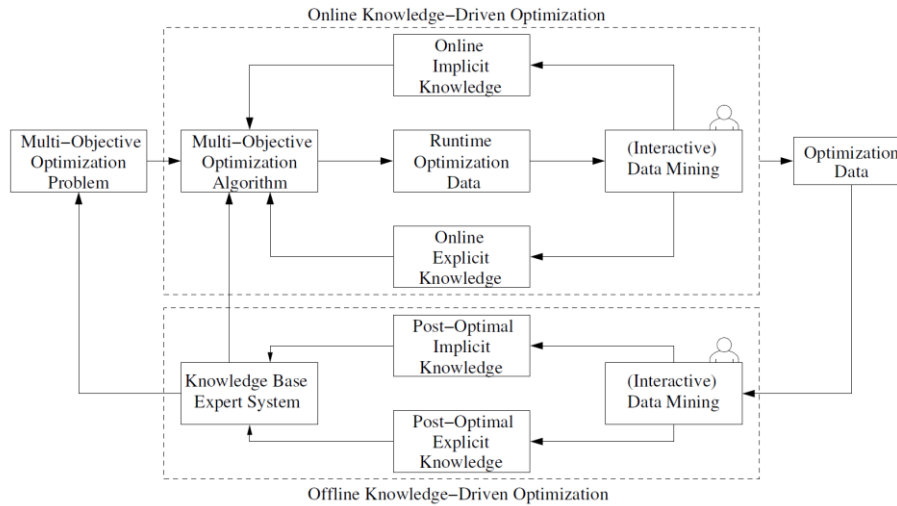 Online Knowledge–Driven Optimization
Online
Implicit
Knowledge
Multi–Objective
Optimization
Problem
Multi–Objective
Optimization
Algorithm
Runtime
Optimization
Data
(Interactive)
Data Mining
Optimization
Data
Online
Explicit
Knowledge
Post–Optimal
Implicit
Knowledge
Knowledge Base
Expert System
(Interactive)
Data Mining
Post–Optimal
Explicit
Knowledge
Offline Knowledge–Driven Optimization